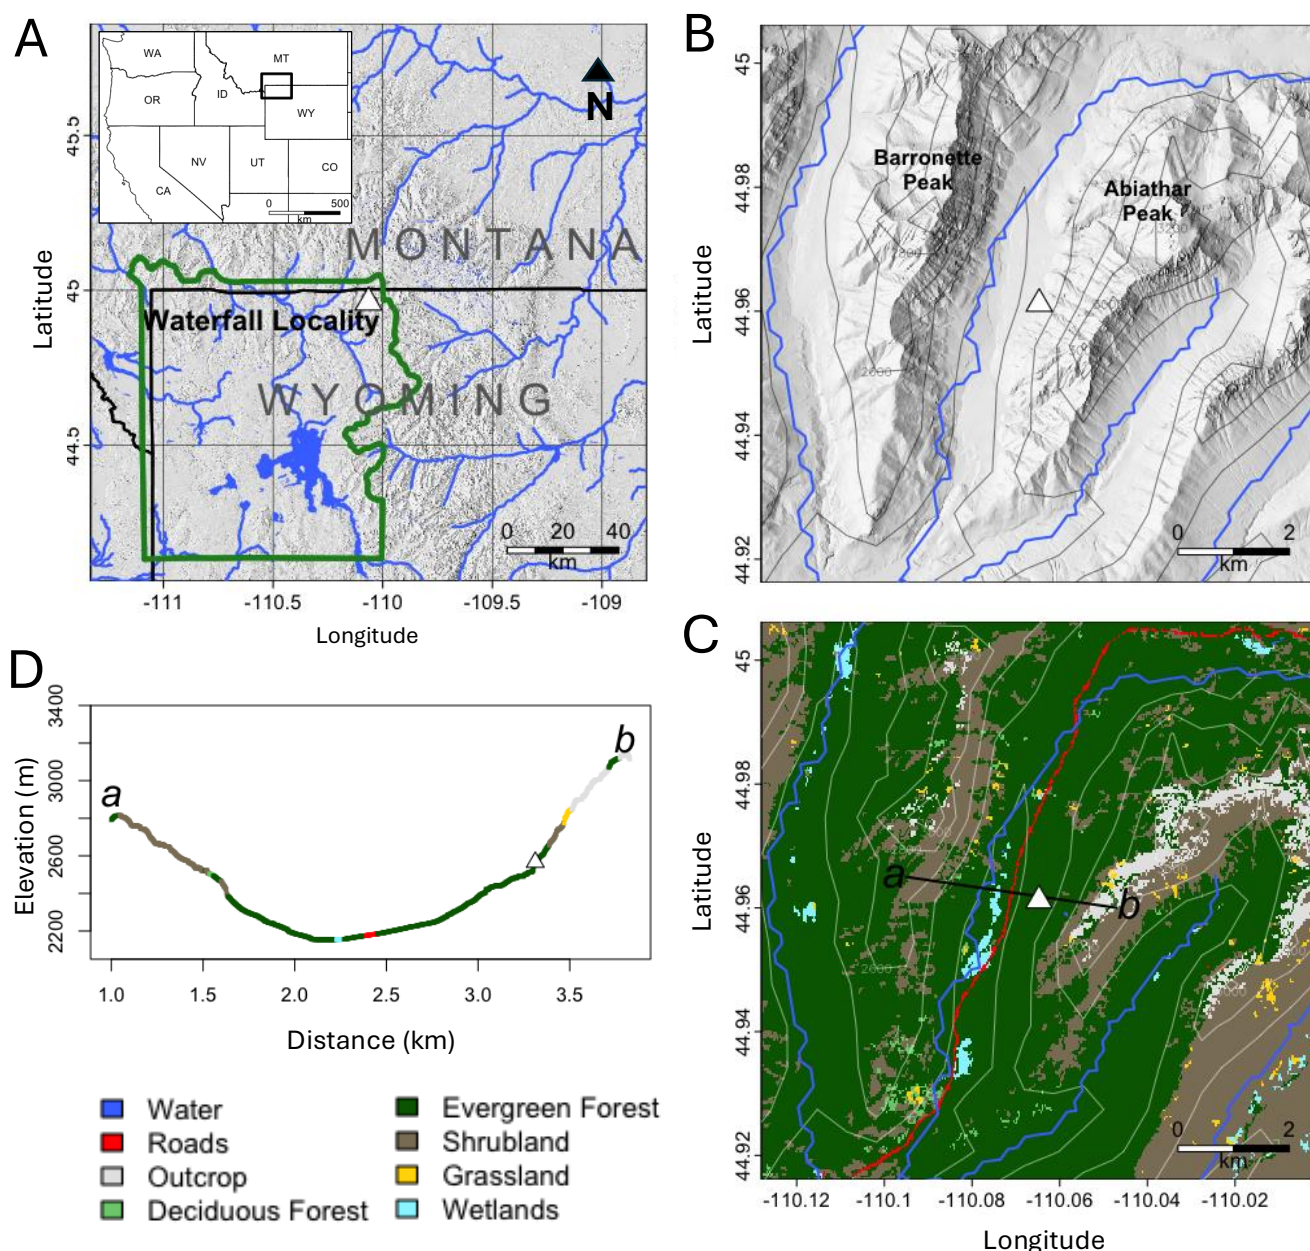 A
WA
MT
OR
ID
WY
NV
UT
CO
CA
0 500
km
N
MONTANA
Waterfall Locality
WYOMING
0 20 40
km
45.5
45
44.5
Latitude
-111 -110.5 -110 -109.5 -109
Longitude
B
Barronette
Peak
Abiathar
Peak
3200
2600
0 2
km
45
44.98
44.96
44.94
44.92
Latitude
C
a
b
2600
0 2
km
45
44.98
44.96
44.94
44.92
Latitude
-110.12 -110.1 -110.08 -110.06 -110.04 -110.02
Longitude
D
a
b
3400
3000
2600
2200
Elevation (m)
1.0 1.5 2.0 2.5 3.0 3.5
Distance (km)
Water
Roads
Outcrop
Deciduous Forest
Evergreen Forest
Shrubland
Grassland
Wetlands